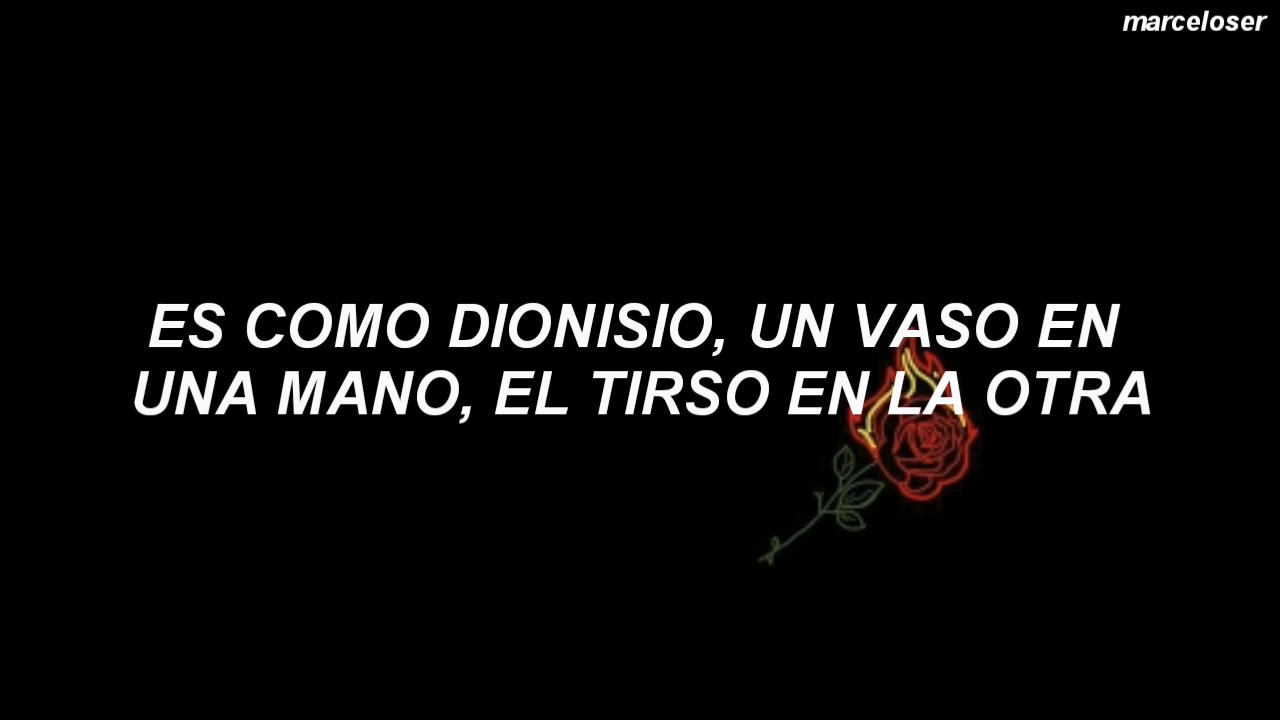 marceloser
ES COMO DIONISIO, UN VASO EN
UNA MANO, EL TIRSO EN LA OTRA